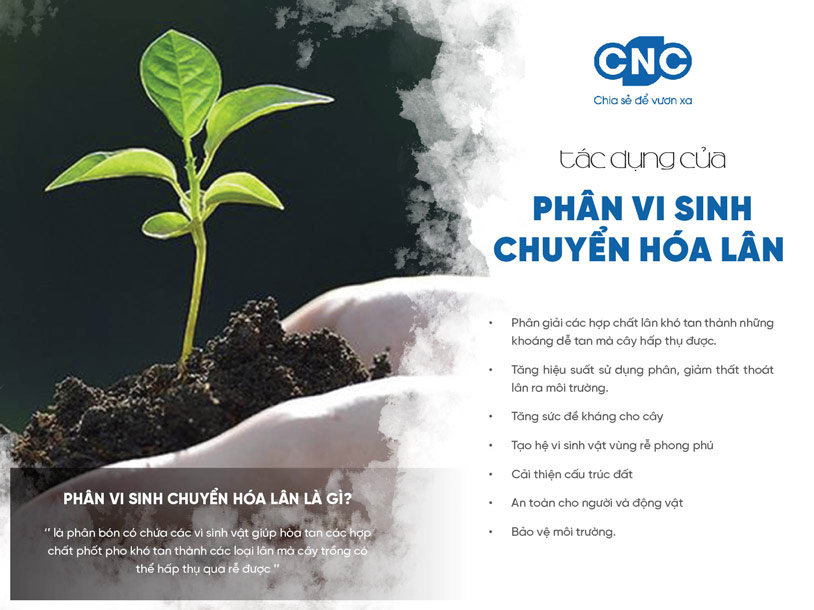 CNC
Chia sẻ để vươn xa
tác dụng của
PHÂN VI SINH
CHUYỂN HÓA LÂN
• Phân giải các hợp chất lân khó tan thành những
khoáng dễ tan mà cây hấp thụ được.
• Tăng hiệu suất sử dụng phân, giảm thất thoát
lân ra môi trường.
• Tăng sức đề kháng cho cây
• Tạo hệ vi sinh vật vùng rễ phong phú
• Cải thiện cấu trúc đất
• An toàn cho người và động vật
• Bảo vệ môi trường.
PHÂN VI SINH CHUYỂN HÓA LÂN LÀ GÌ?
“ là phân bón có chứa các vi sinh vật giúp hòa tan các hợp
chất phốt pho khó tan thành các loại lân mà cây trồng có
thể hấp thụ qua rễ được ”